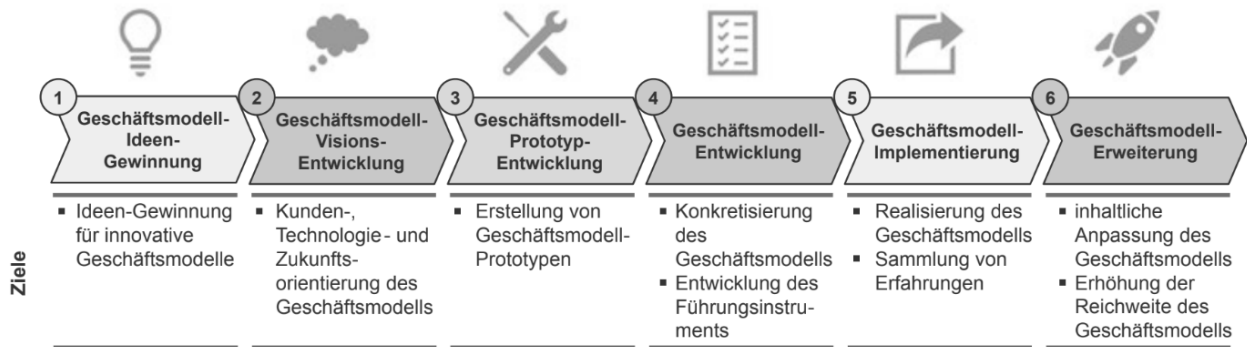 1
Geschäftsmodell-
Ideen-
Gewinnung
2
Geschäftsmodell-
Visions-
Entwicklung
3
Geschäftsmodell-
Prototyp-
Entwicklung
4
Geschäftsmodell-
Entwicklung
5
Geschäftsmodell-
Implementierung
6
Geschäftsmodell-
Erweiterung
Ziele
▪ Ideen-Gewinnung
für innovative
Geschäftsmodelle
▪ Kunden-,
Technologie- und
Zukunfts-
orientierung des
Geschäftsmodells
▪ Erstellung von
Geschäftsmodell-
Prototypen
▪ Konkretisierung
des
Geschäftsmodells
▪ Entwicklung des
Führungsinstru-
ments
▪ Realisierung des
Geschäftsmodells
▪ Sammlung von
Erfahrungen
▪ inhaltliche
Anpassung des
Geschäftsmodells
▪ Erhöhung der
Reichweite des
Geschäftsmodells